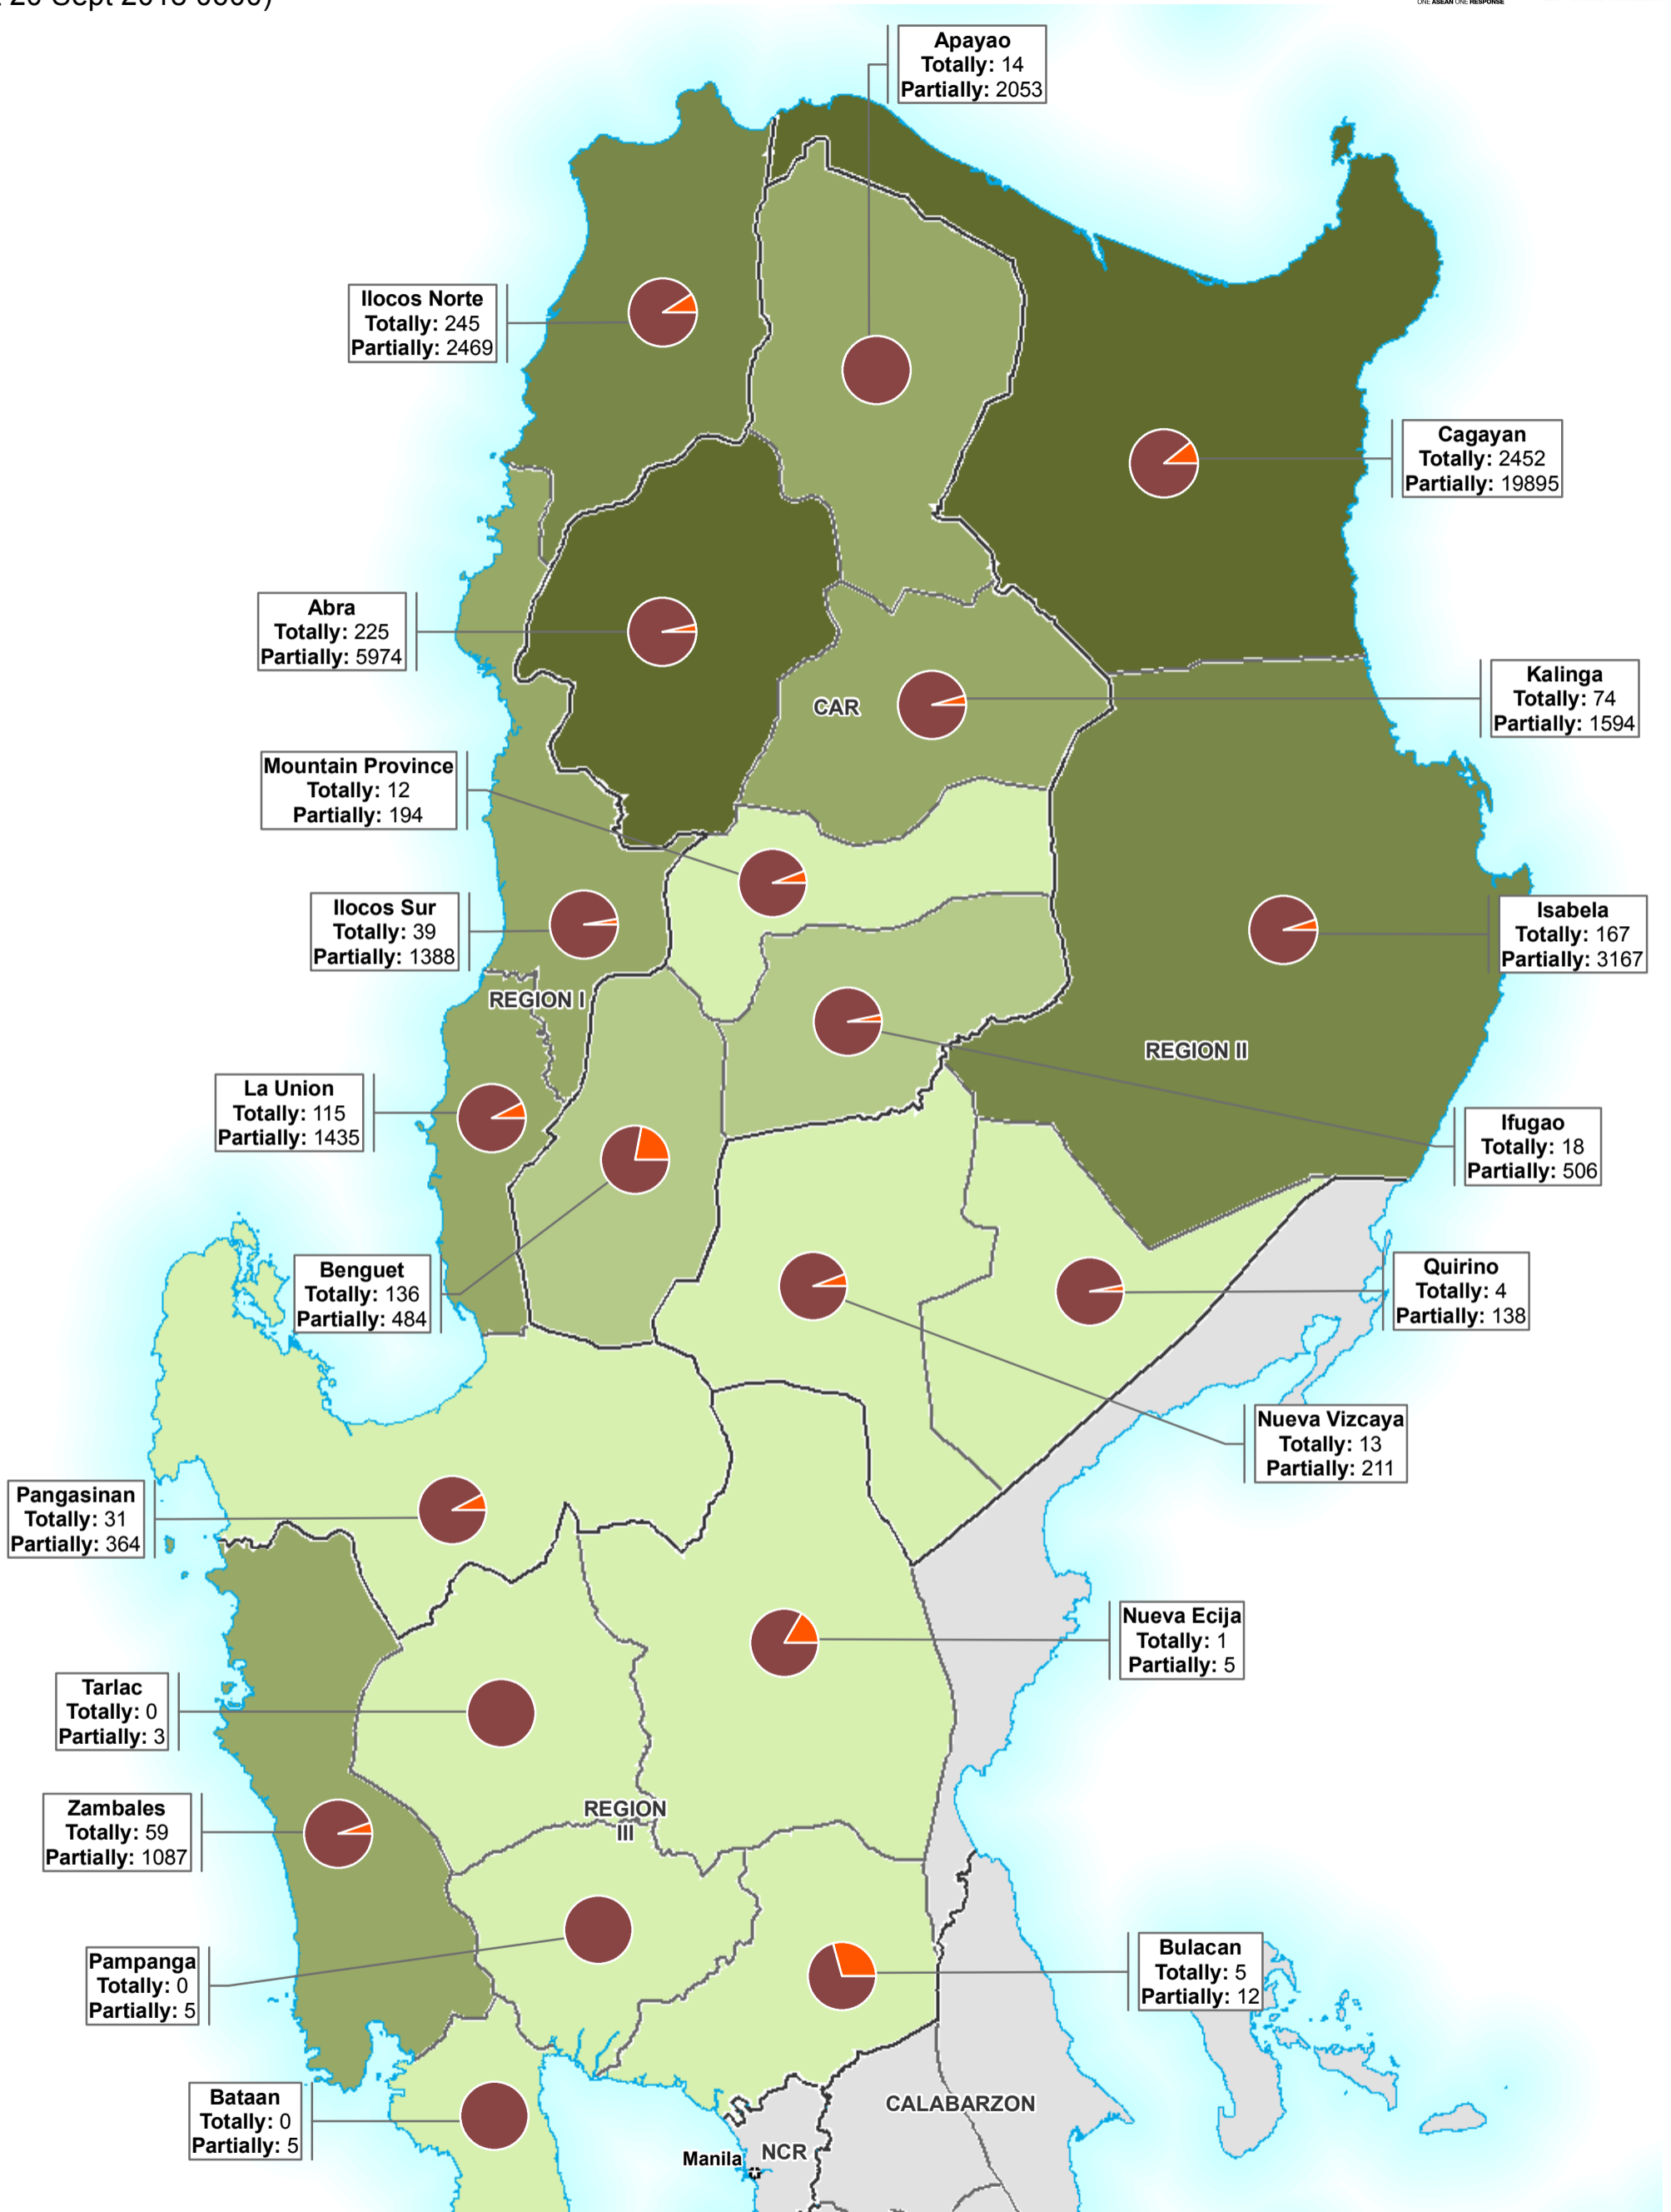 ONE ASEAN ONE RESPONSE
Apayao
Totally: 14
Partially: 2053
Ilocos Norte
Totally: 245
Partially: 2469
Cagayan
Totally: 2452
Partially: 19895
Abra
Totally: 225
Partially: 5974
Kalinga
Totally: 74
Partially: 1594
CAR
Mountain Province
Totally: 12
Partially: 194
Ilocos Sur
Totally: 39
Partially: 1388
Isabela
Totally: 167
Partially: 3167
REGION I
REGION II
La Union
Totally: 115
Partially: 1435
Ifugao
Totally: 18
Partially: 506
Benguet
Totally: 136
Partially: 484
Quirino
Totally: 4
Partially: 138
Nueva Vizcaya
Totally: 13
Partially: 211
Pangasinan
Totally: 31
Partially: 364
Nueva Ecija
Totally: 1
Partially: 5
Tarlac
Totally: 0
Partially: 3
Zambales
Totally: 59
Partially: 1087
REGION
III
Pampanga
Totally: 0
Partially: 5
Bulacan
Totally: 5
Partially: 12
Bataan
Totally: 0
Partially: 5
CALABARZON
NCR
Manila